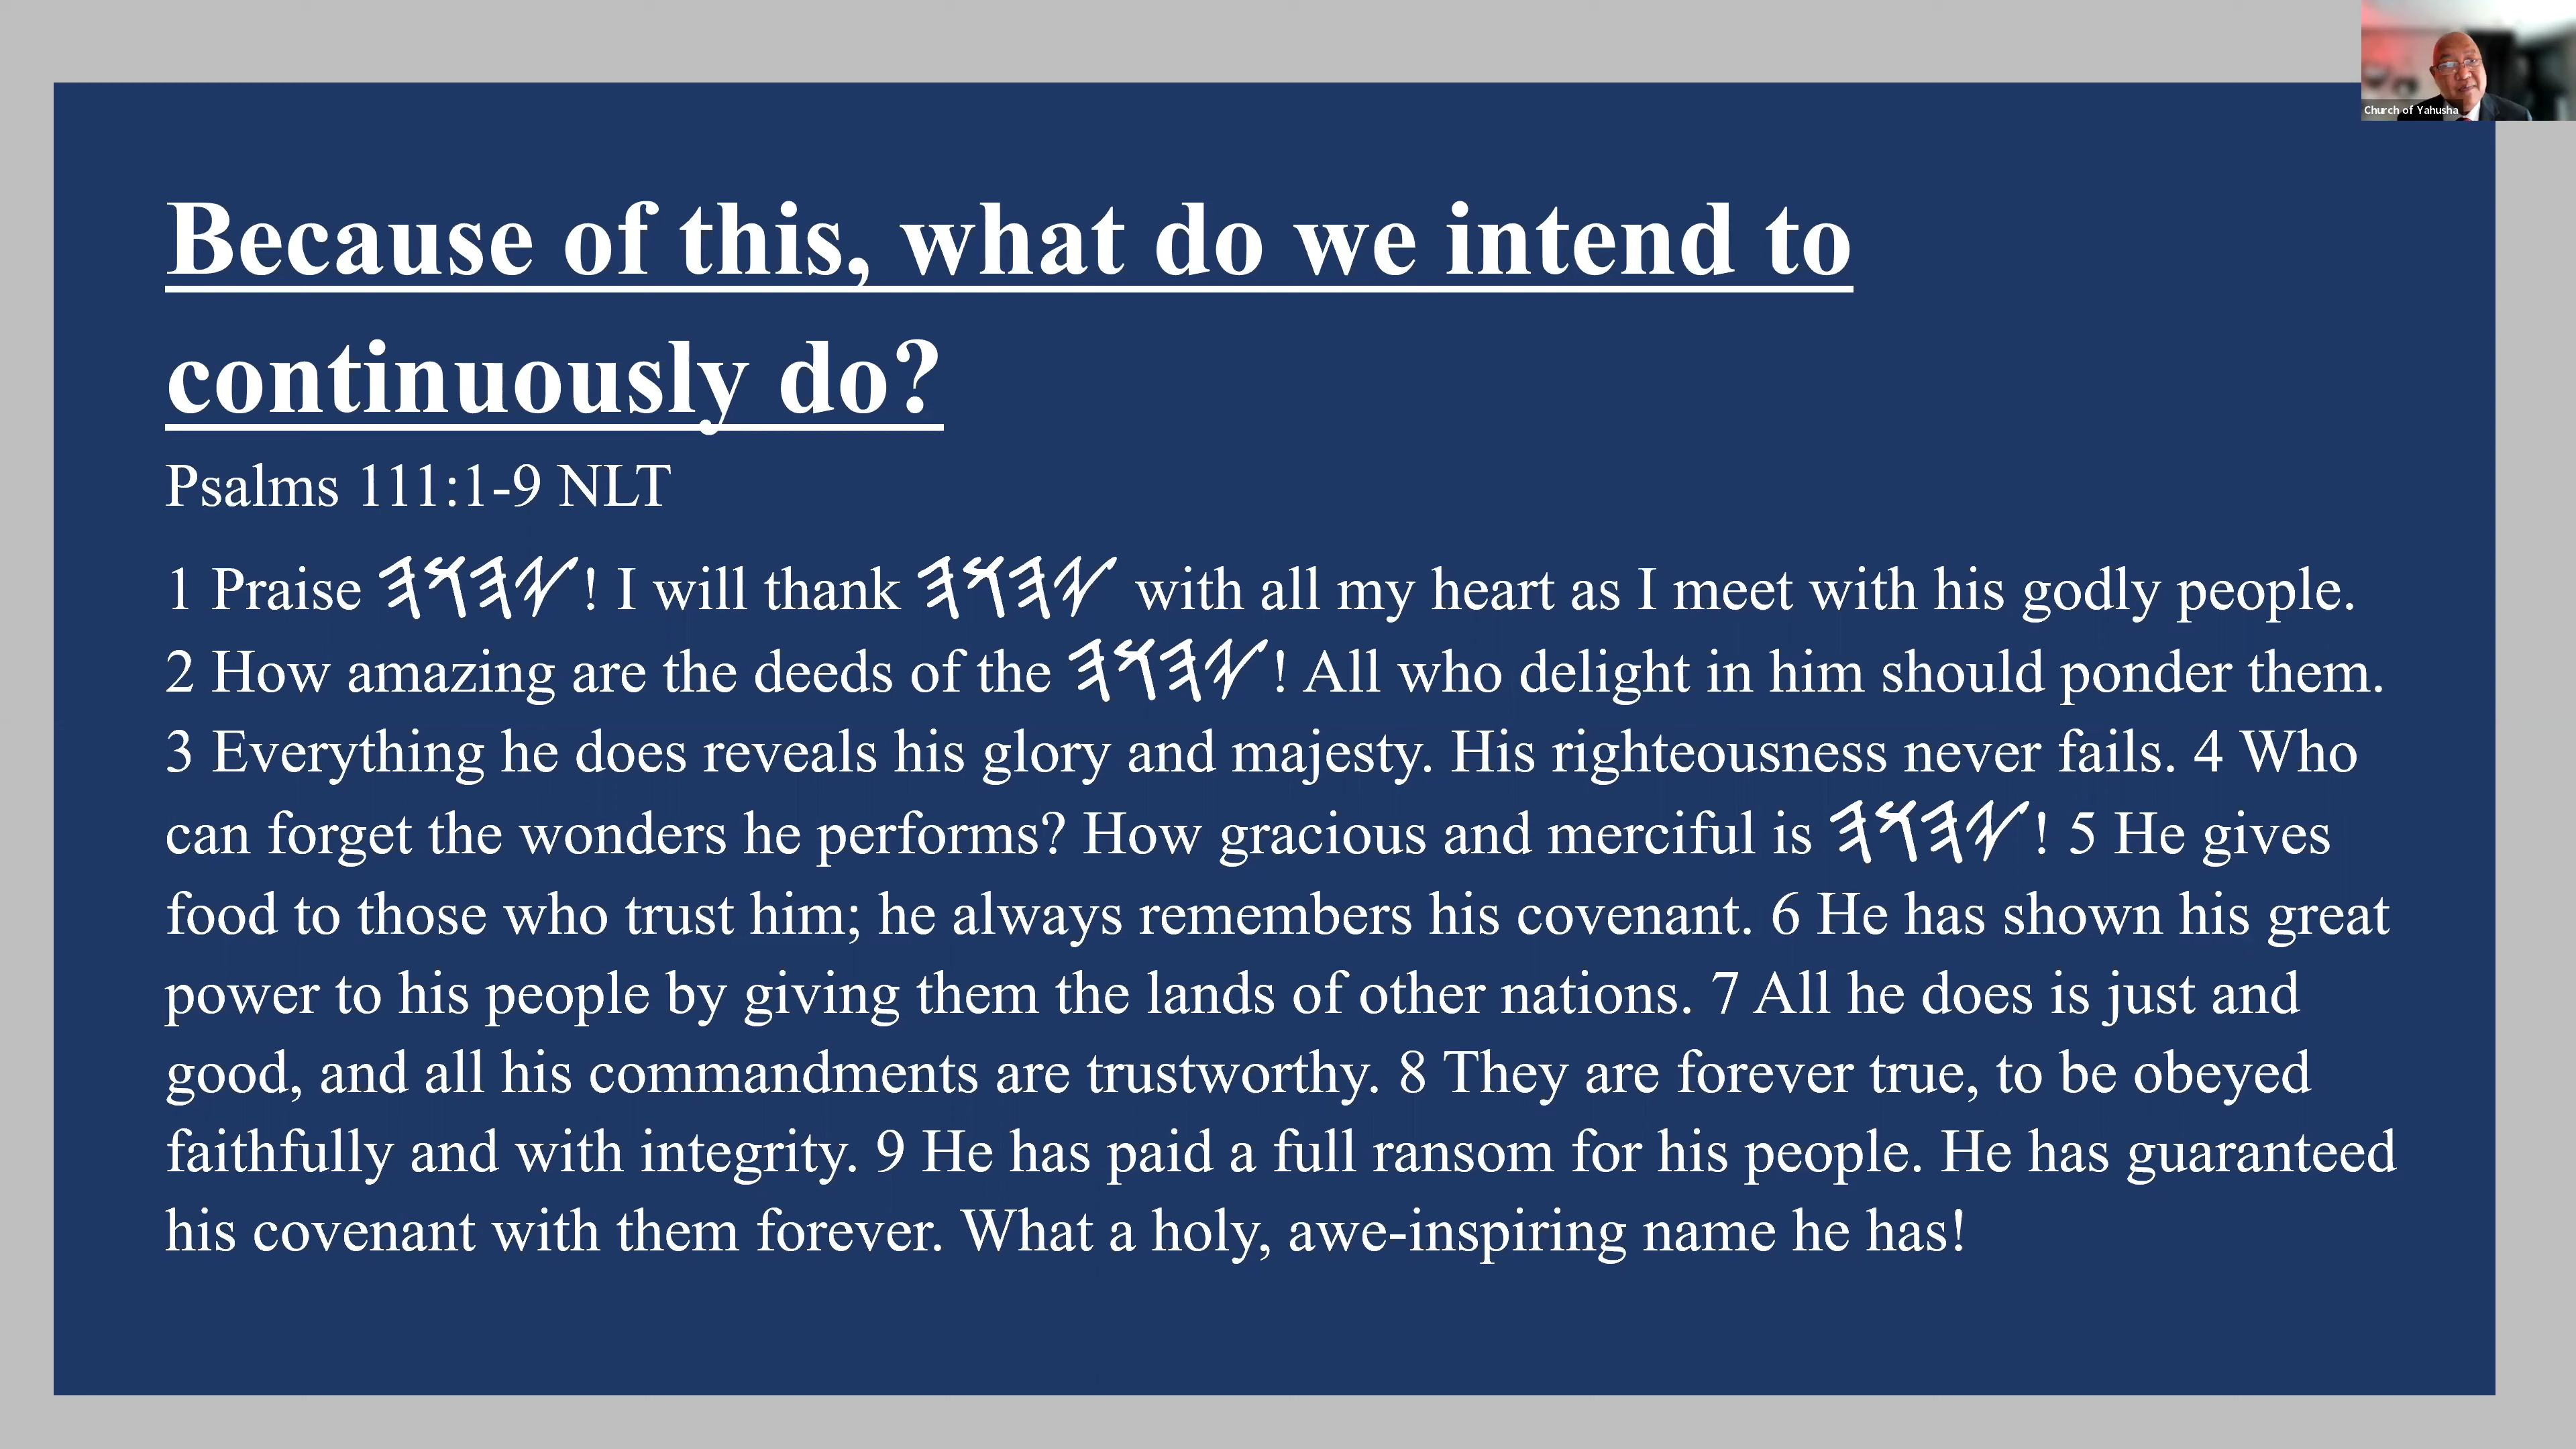 Church of Yahusha
Because of this, what do we intend to
continuously do?
Psalms 111:1-9 NLT
1 Praise 𐤉𐤄𐤅𐤄! I will thank 𐤉𐤄𐤅𐤄 with all my heart as I meet with his godly people.
2 How amazing are the deeds of the 𐤉𐤄𐤅𐤄! All who delight in him should ponder them.
3 Everything he does reveals his glory and majesty. His righteousness never fails. 4 Who
can forget the wonders he performs? How gracious and merciful is 𐤉𐤄𐤅𐤄! 5 He gives
food to those who trust him; he always remembers his covenant. 6 He has shown his great
power to his people by giving them the lands of other nations. 7 All he does is just and
good, and all his commandments are trustworthy. 8 They are forever true, to be obeyed
faithfully and with integrity. 9 He has paid a full ransom for his people. He has guaranteed
his covenant with them forever. What a holy, awe-inspiring name he has!